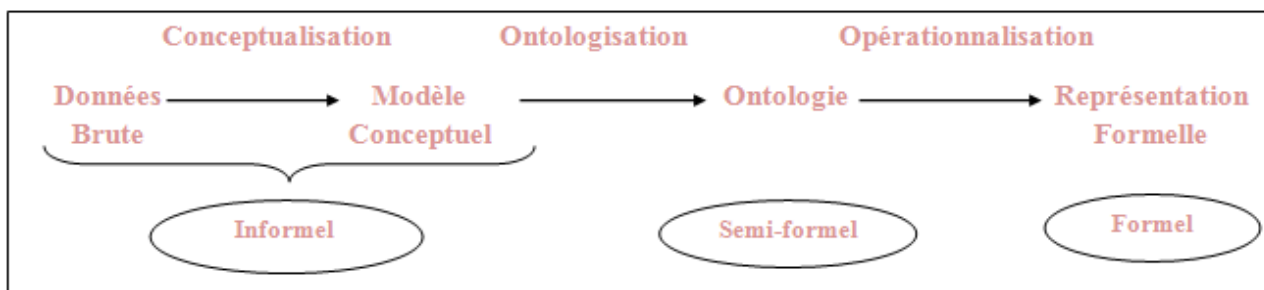 Conceptualisation Ontologisation Opérationnalisation
Données Modèle Ontologie Représentation
Brute Conceptuel Formelle
Informel Semi-formel Formel